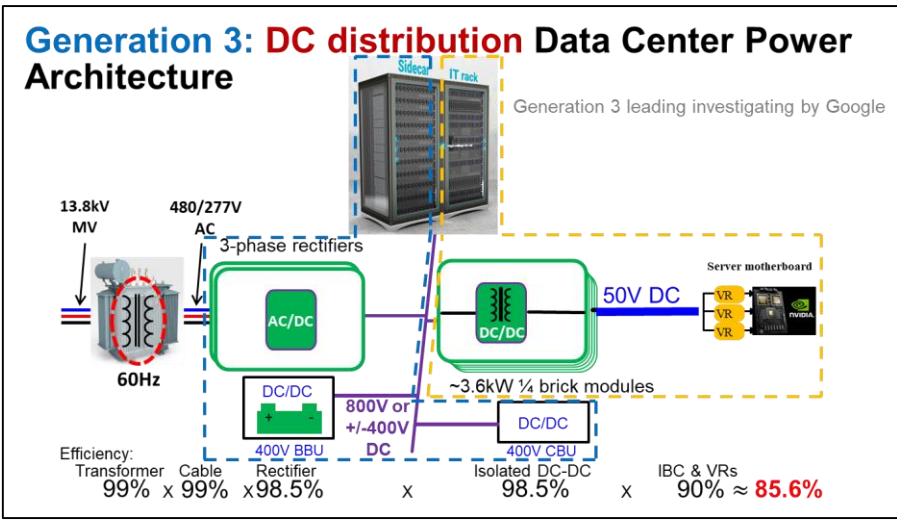 Generation 3: DC distribution Data Center Power
Architecture
Sidecar
IT rack
Generation 3 leading investigating by Google
13.8kV
MV
480/277V
AC
3-phase rectifiers
AC/DC
60Hz
DC/DC
50V DC
Server motherboard
VR
VR
VR
NVIDIA
~3.6kW ¼ brick modules
DC/DC
+ -
400V BBU
800V or
+/-400V
DC
DC/DC
400V CBU
Efficiency:
Transformer Cable Rectifier Isolated DC-DC IBC & VRs
99% x 99% x98.5% x 98.5% x 90% ≈ 85.6%